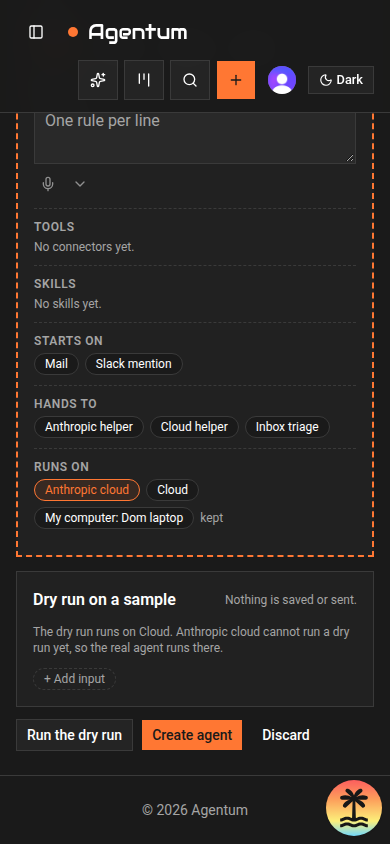 Agentum
Dark
One rule per line
TOOLS
No connectors yet.
SKILLS
No skills yet.
STARTS ON
Mail Slack mention
HANDS TO
Anthropic helper Cloud helper Inbox triage
RUNS ON
Anthropic cloud Cloud
My computer: Dom laptop kept
Dry run on a sample Nothing is saved or sent.
The dry run runs on Cloud. Anthropic cloud cannot run a dry
run yet, so the real agent runs there.
+ Add input
Run the dry run Create agent Discard
© 2026 Agentum